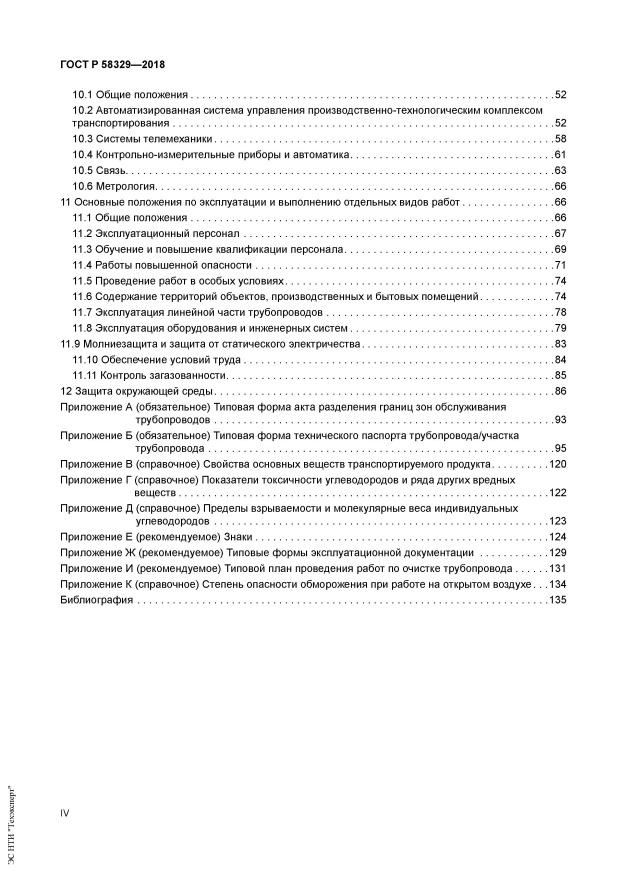 ГОСТ Р 58329—2018
10.1 Общие положения . . . . . . . . . . . . . . . . . . . . 52
10.2 Автоматизированная система управления производственно-технологическим комплексом
транспортирования . . . . . . . . . . . . . . . . . . . . 52
10.3 Системы телемеханики . . . . . . . . . . . . . . . . . . . . 58
10.4 Контрольно-измерительные приборы и автоматика. . . . . . . . . . . . . . . . . . . . 61
10.5 Связь. . . . . . . . . . . . . . . . . . . . 63
10.6 Метрология. . . . . . . . . . . . . . . . . . . . 66
11 Основные положения по эксплуатации и выполнению отдельных видов работ . . . . . . . . . . 66
11.1 Общие положения . . . . . . . . . . . . . . . . . . . . 66
11.2 Эксплуатационный персонал . . . . . . . . . . . . . . . . . . . . 67
11.3 Обучение и повышение квалификации персонала. . . . . . . . . . . . . . . . . . . . 69
11.4 Работы повышенной опасности . . . . . . . . . . . . . . . . . . . . 71
11.5 Проведение работ в особых условиях. . . . . . . . . . . . . . . . . . . . 74
11.6 Содержание территорий объектов, производственных и бытовых помещений . . . . . . . . . . 74
11.7 Эксплуатация линейной части трубопроводов . . . . . . . . . . . . . . . . . . . . 78
11.8 Эксплуатация оборудования и инженерных систем . . . . . . . . . . . . . . . . . . . . 79
11.9 Молниезащита и защита от статического электричества . . . . . . . . . . . . . . . . . . . . 83
11.10 Обеспечение условий труда . . . . . . . . . . . . . . . . . . . . 84
11.11 Контроль загазованности. . . . . . . . . . . . . . . . . . . . 85
12 Защита окружающей среды. . . . . . . . . . . . . . . . . . . . 86
Приложение А (обязательное) Типовая форма акта разделения границ зон обслуживания
трубопроводов . . . . . . . . . . . . . . . . . . . . 93
Приложение Б (обязательное) Типовая форма технического паспорта трубопровода/участка
трубопровода . . . . . . . . . . . . . . . . . . . . 95
Приложение В (справочное) Свойства основных веществ транспортируемого продукта. . . . . . . . . . 120
Приложение Г (справочное) Показатели токсичности углеводородов и ряда других вредных
веществ . . . . . . . . . . . . . . . . . . . . 122
Приложение Д (справочное) Пределы взрываемости и молекулярные веса индивидуальных
углеводородов . . . . . . . . . . . . . . . . . . . . 123
Приложение Е (рекомендуемое) Знаки . . . . . . . . . . . . . . . . . . . . 124
Приложение Ж (рекомендуемое) Типовые формы эксплуатационной документации . . . . . . . . . . 129
Приложение И (рекомендуемое) Типовой план проведения работ по очистке трубопровода . . . . . . 131
Приложение К (справочное) Степень опасности обморожения при работе на открытом воздухе . . . 134
Библиография . . . . . . . . . . . . . . . . . . . . 135
IV
ЭС НТИ "Техэксперт"